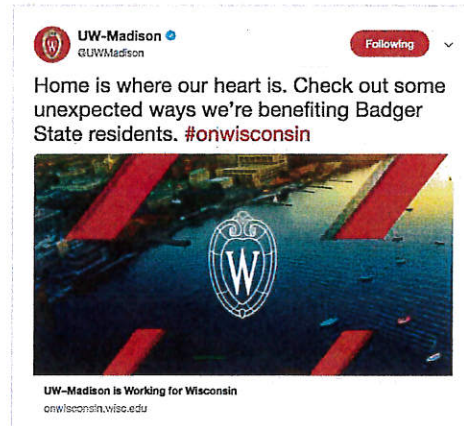 UW-Madison
@UWMadison
Following
Home is where our heart is. Check out some
unexpected ways we're benefiting Badger
State residents. #onwisconsin
W
UW–Madison is Working for Wisconsin
onwisconsin.wisc.edu